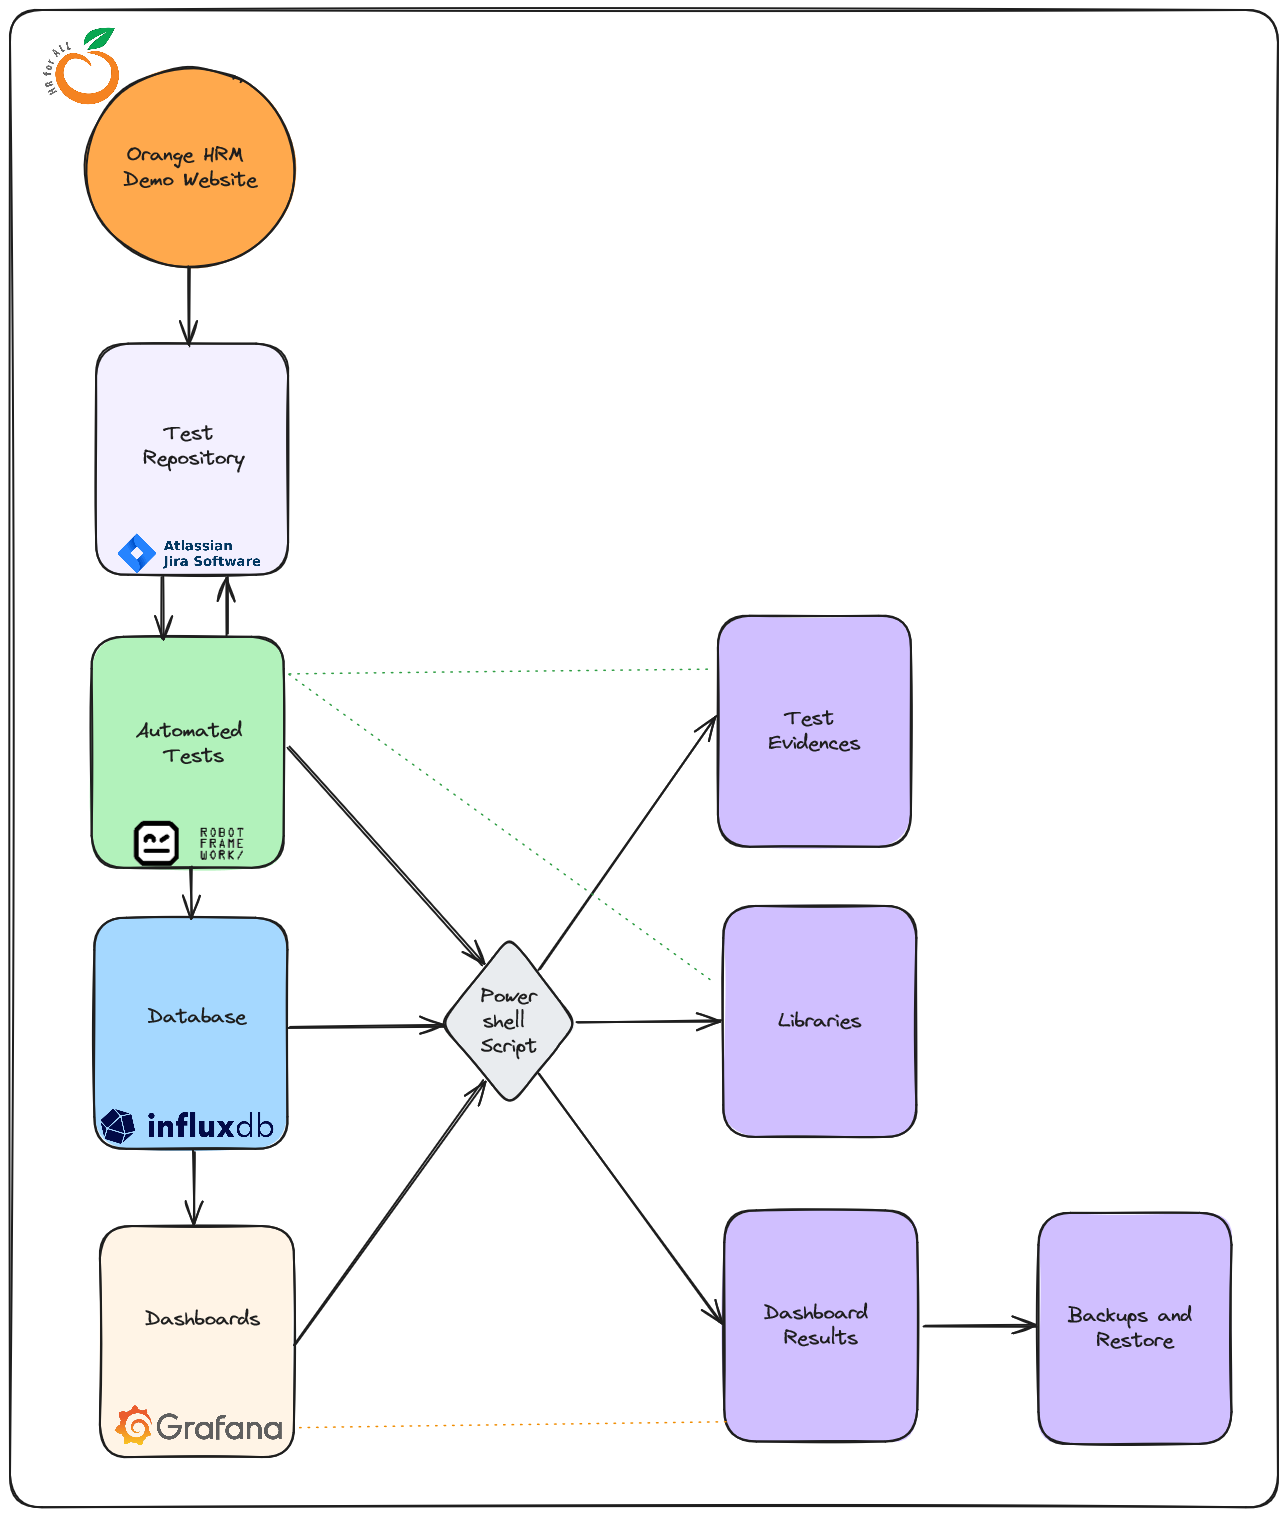 HR for ALL
Orange HRM
Demo Website
Test
Repository
Atlassian
Jira Software
Automated
Tests
ROBOT
FRAME
WORK/
Test
Evidences
Database
influxdb
Power
shell
Script
Libraries
Dashboards
Grafana
Dashboard
Results
Backups and
Restore